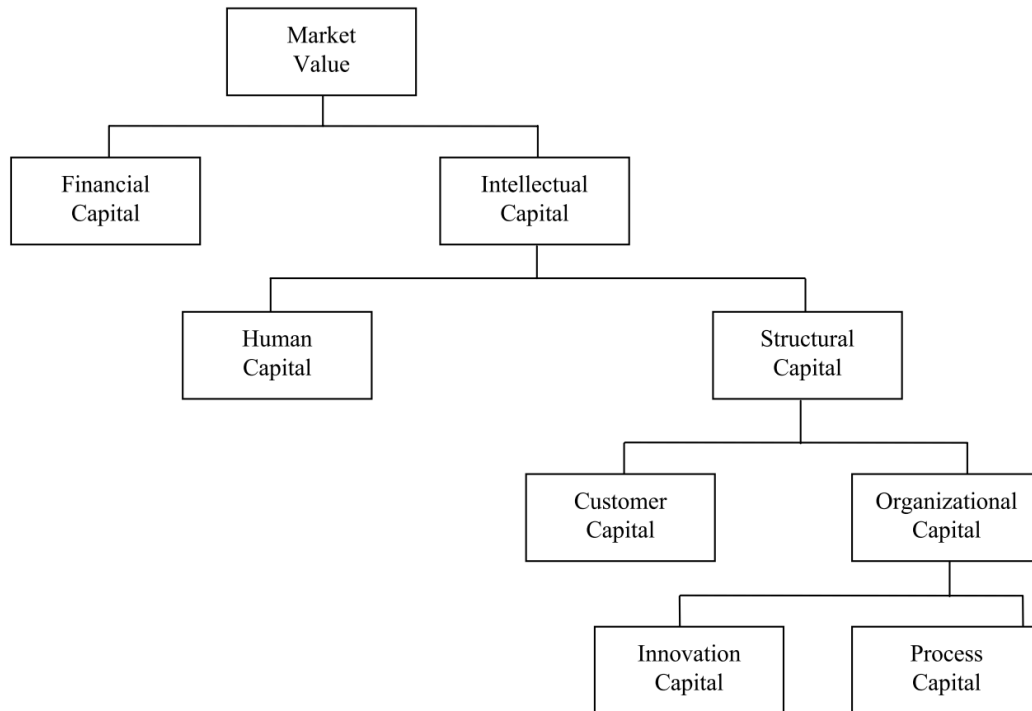 Market
Value
Financial
Capital
Intellectual
Capital
Human
Capital
Structural
Capital
Customer
Capital
Organizational
Capital
Innovation
Capital
Process
Capital